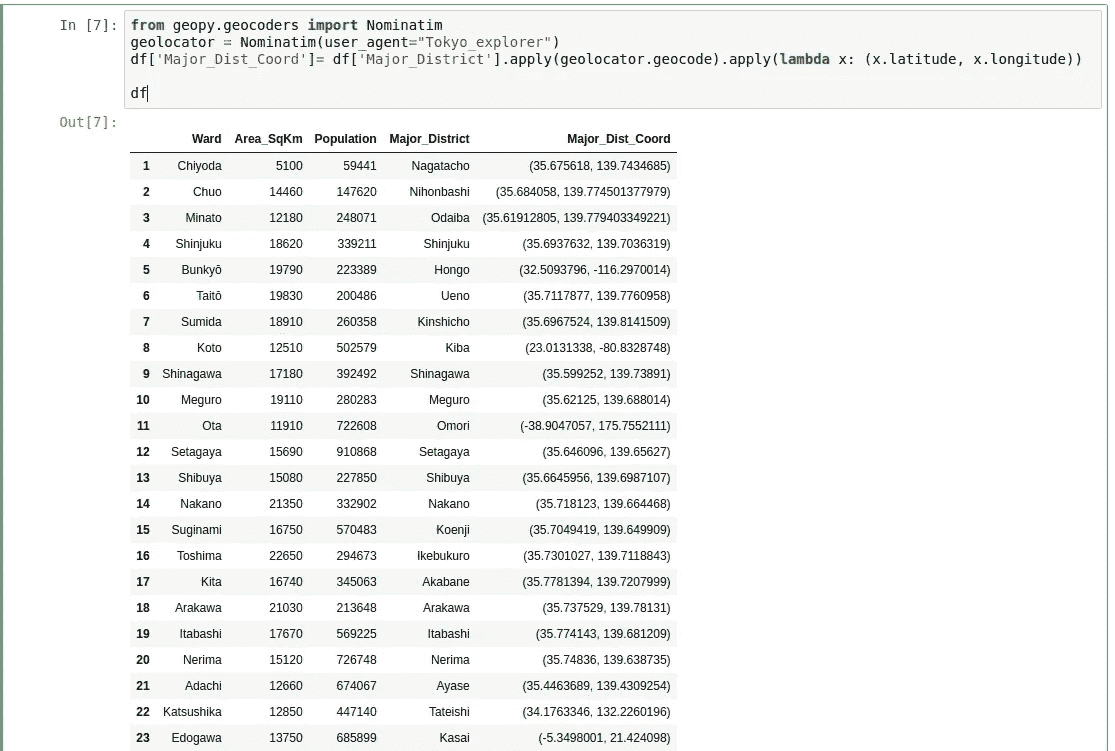 In [7]: from geopy.geocoders import Nominatim
geolocator = Nominatim(user_agent="Tokyo_explorer")
df['Major_Dist_Coord']= df['Major_District'].apply(geolocator.geocode).apply(lambda x: (x.latitude, x.longitude))
df
Out[7]:
Ward Area_SqKm Population Major_District Major_Dist_Coord
1 Chiyoda 5100 59441 Nagatacho (35.675618, 139.7434685)
2 Chuo 14460 147620 Nihonbashi (35.684058, 139.774501377979)
3 Minato 12180 248071 Odaiba (35.61912805, 139.779403349221)
4 Shinjuku 18620 339211 Shinjuku (35.6937632, 139.7036319)
5 Bunkyō 19790 223389 Hongo (32.5093796, -116.2970014)
6 Taitō 19830 200486 Ueno (35.7117877, 139.7760958)
7 Sumida 18910 260358 Kinshicho (35.6967524, 139.8141509)
8 Koto 12510 502579 Kiba (23.0131338, -80.8328748)
9 Shinagawa 17180 392492 Shinagawa (35.599252, 139.73891)
10 Meguro 19110 280283 Meguro (35.62125, 139.688014)
11 Ota 11910 722608 Omori (-38.9047057, 175.7552111)
12 Setagaya 15690 910868 Setagaya (35.646096, 139.65627)
13 Shibuya 15080 227850 Shibuya (35.6645956, 139.6987107)
14 Nakano 21350 332902 Nakano (35.718123, 139.664468)
15 Suginami 16750 570483 Koenji (35.7049419, 139.649909)
16 Toshima 22650 294673 Ikebukuro (35.7301027, 139.7118843)
17 Kita 16740 345063 Akabane (35.7781394, 139.7207999)
18 Arakawa 21030 213648 Arakawa (35.737529, 139.78131)
19 Itabashi 17670 569225 Itabashi (35.774143, 139.681209)
20 Nerima 15120 726748 Nerima (35.74836, 139.638735)
21 Adachi 12660 674067 Ayase (35.4463689, 139.4309254)
22 Katsushika 12850 447140 Tateishi (34.1763346, 132.2260196)
23 Edogawa 13750 685899 Kasai (-5.3498001, 21.424098)